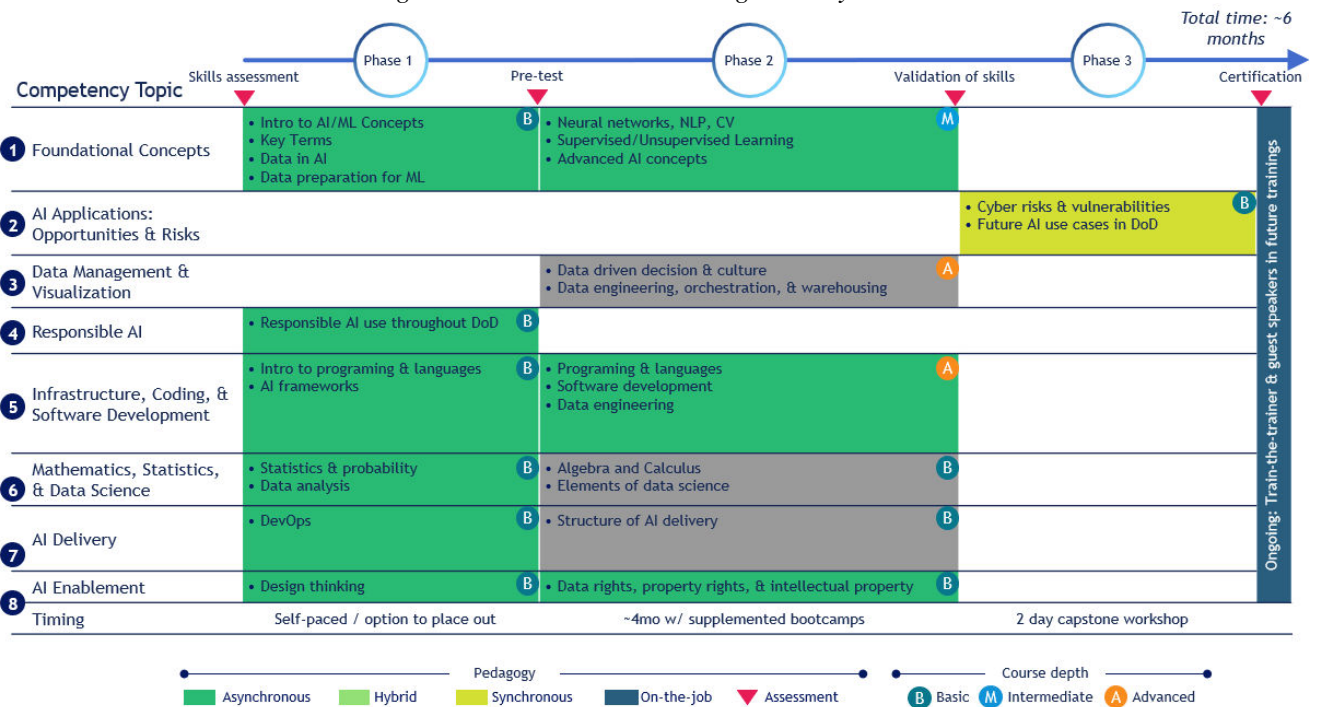 Total time: ~6
months
Phase 1
Phase 2
Phase 3
Skills assessment
Pre-test
Validation of skills
Certification
Competency Topic
1
Foundational Concepts
• Intro to AI/ML Concepts
• Key Terms
• Data in AI
• Data preparation for ML
B
• Neural networks, NLP, CV
• Supervised/Unsupervised Learning
• Advanced AI concepts
M
2
AI Applications:
Opportunities & Risks
• Cyber risks & vulnerabilities
• Future AI use cases in DoD
B
3
Data Management &
Visualization
• Data driven decision & culture
• Data engineering, orchestration, & warehousing
A
4
Responsible AI
• Responsible AI use throughout DoD
B
5
Infrastructure, Coding, &
Software Development
• Intro to programing & languages
• AI frameworks
B
• Programing & languages
• Software development
• Data engineering
A
6
Mathematics, Statistics,
& Data Science
• Statistics & probability
• Data analysis
B
• Algebra and Calculus
• Elements of data science
B
7
AI Delivery
• DevOps
B
• Structure of AI delivery
B
8
AI Enablement
• Design thinking
B
• Data rights, property rights, & intellectual property
B
Ongoing: Train-the-trainer & guest speakers in future trainings
Timing
Self-paced / option to place out
~4mo w/ supplemented bootcamps
2 day capstone workshop
Pedagogy
Asynchronous
Hybrid
Synchronous
On-the-job
Assessment
Course depth
B Basic
M Intermediate
A Advanced